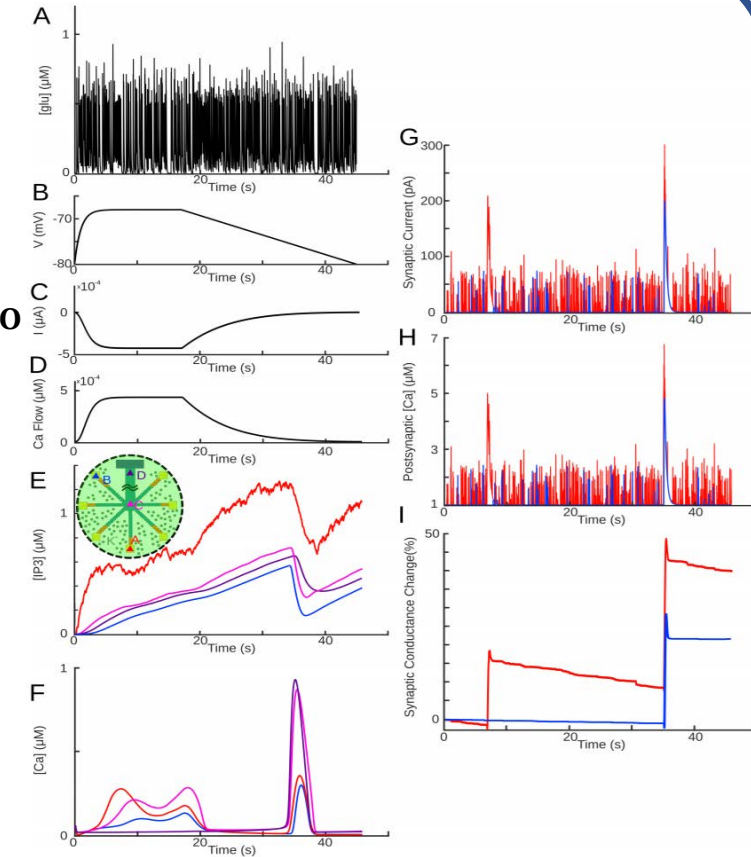 A
1
[glu] (μM)
0
0 20 40
Time (s)
B
-70
V (mV)
-80
0 20 40
Time (s)
C
×10⁻⁴
0
I (μA)
-5
0 20 40
Time (s)
O
D
×10⁻⁴
5
Ca Flow (μM)
0
0 20 40
Time (s)
E
B D
C
A
1
[IP3] (μM)
0
0 20 40
Time (s)
F
1
[Ca] (μM)
0
0 20 40
Time (s)
G
300
200
100
0
Synaptic Current (pA)
0 20 40
Time (s)
H
7
5
3
1
Postsynaptic [Ca] (μM)
0 20 40
Time (s)
I
50
0
Synaptic Conductance Change(%)
0 20 40
Time (s)